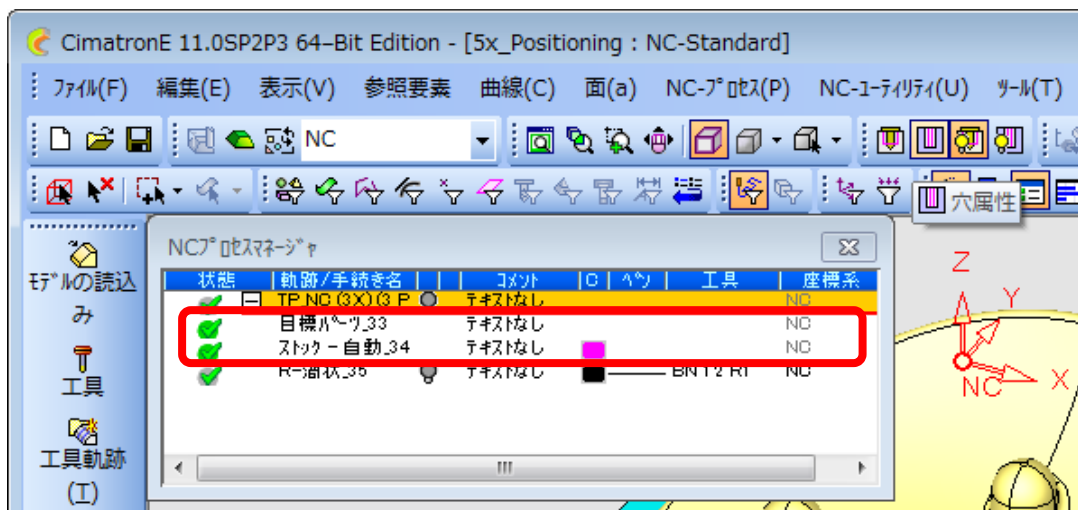 CimatronE 11.0SP2P3 64-Bit Edition - [5x_Positioning : NC-Standard]
ファイル(F) 編集(E) 表示(V) 参照要素 曲線(C) 面(a) NC-プロセス(P) NC-ユーティリティ(U) ツール(T)
NC
穴属性
モデルの読込
み
工具
工具軌跡
(I)
NCプロセスマネージャ
状態 軌跡/手続き名 コメント C ペン 工具 座標系
TP NC (3X)(3 P テキストなし NC
目標パーツ_33 テキストなし NC
ストック - 自動_34 テキストなし NC
テキストなし NC
Z
Y
X
NC